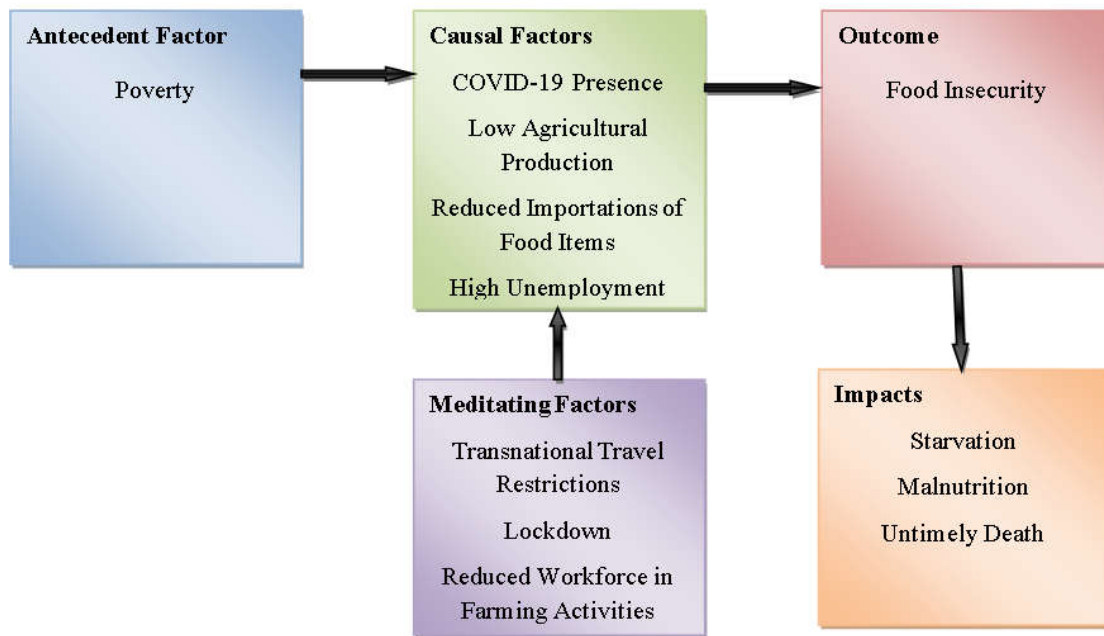 Antecedent Factor
Poverty
Causal Factors
COVID-19 Presence
Low Agricultural
Production
Reduced Importations of
Food Items
High Unemployment
Outcome
Food Insecurity
Meditating Factors
Transnational Travel
Restrictions
Lockdown
Reduced Workforce in
Farming Activities
Impacts
Starvation
Malnutrition
Untimely Death